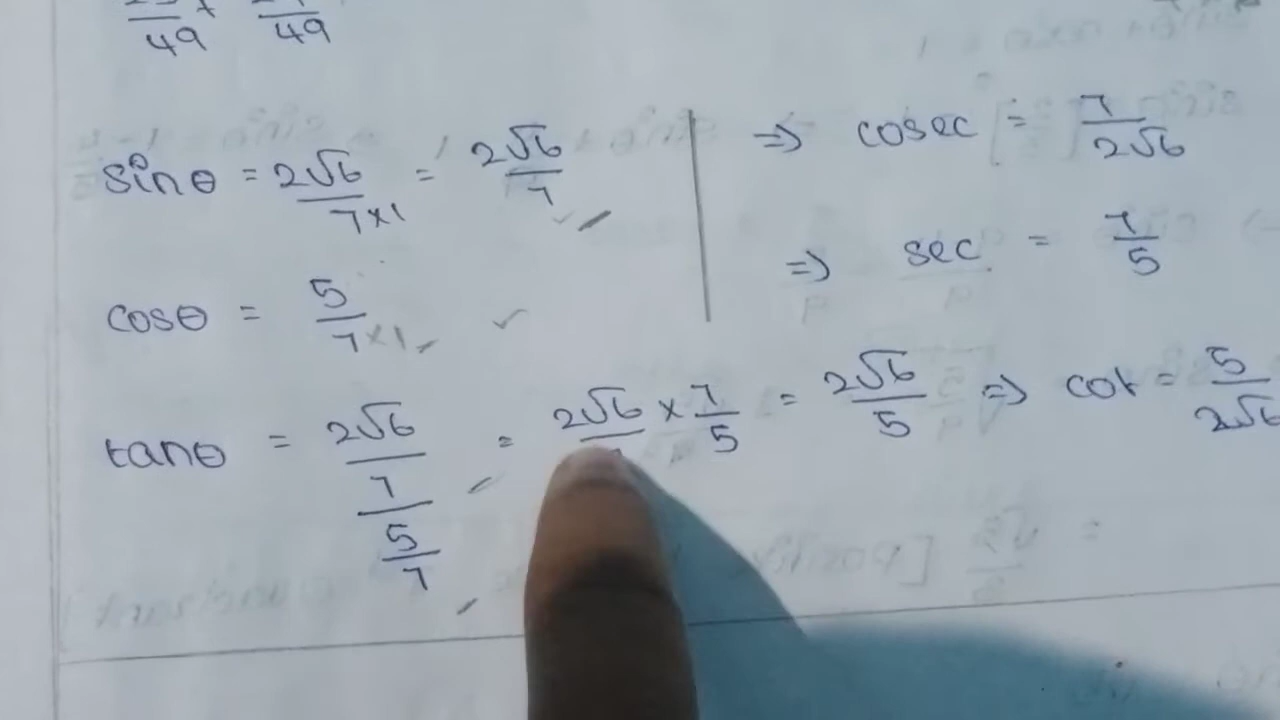 49 + 49
sinθ = 2√6 / 7×1 = 2√6 / 7
⇒ cosec = 7 / 2√6
cosθ = 5 / 7×1
⇒ sec = 7 / 5
tanθ = 2√6 / 7 / 5 / 7 = 2√6 × 7 / 5 = 2√6 / 5 ⇒ cot = 5 / 2√6